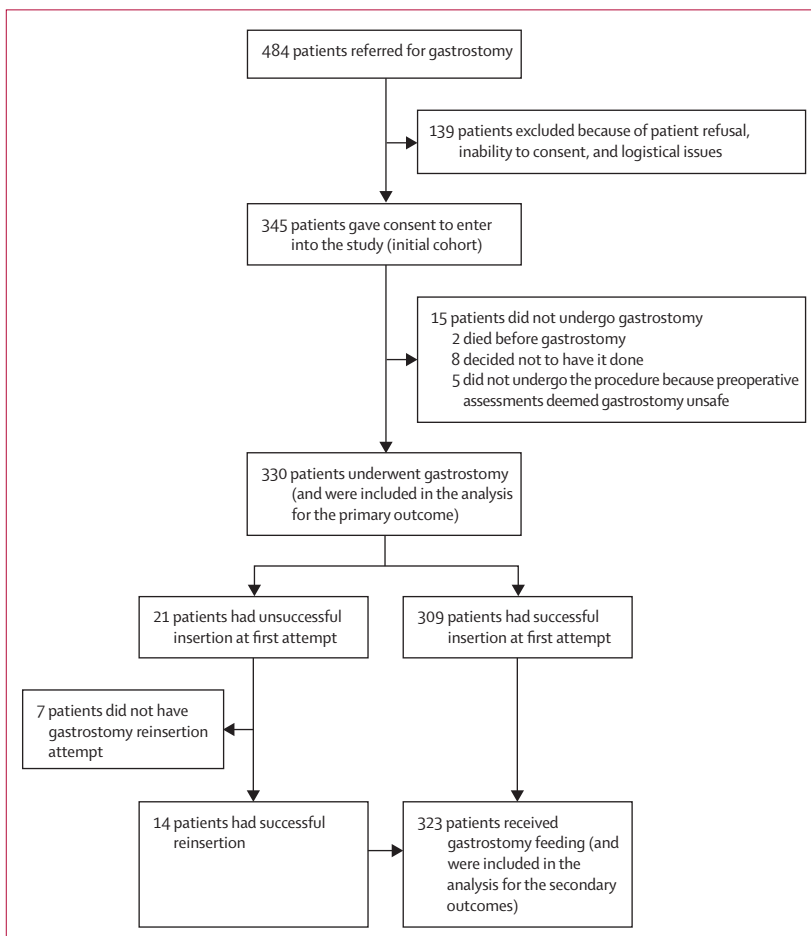 484 patients referred for gastrostomy
139 patients excluded because of patient refusal,
inability to consent, and logistical issues
345 patients gave consent to enter
into the study (initial cohort)
15 patients did not undergo gastrostomy
2 died before gastrostomy
8 decided not to have it done
5 did not undergo the procedure because preoperative
assessments deemed gastrostomy unsafe
330 patients underwent gastrostomy
(and were included in the analysis
for the primary outcome)
21 patients had unsuccessful
insertion at first attempt
309 patients had successful
insertion at first attempt
7 patients did not have
gastrostomy reinsertion
attempt
14 patients had successful
reinsertion
323 patients received
gastrostomy feeding (and
were included in the
analysis for the secondary
outcomes)